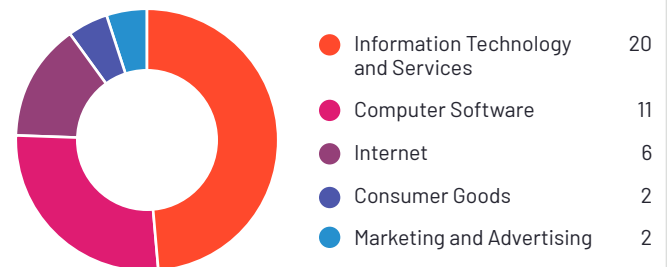 Information Technology 20
and Services
Computer Software 11
Internet 6
Consumer Goods 2
Marketing and Advertising 2